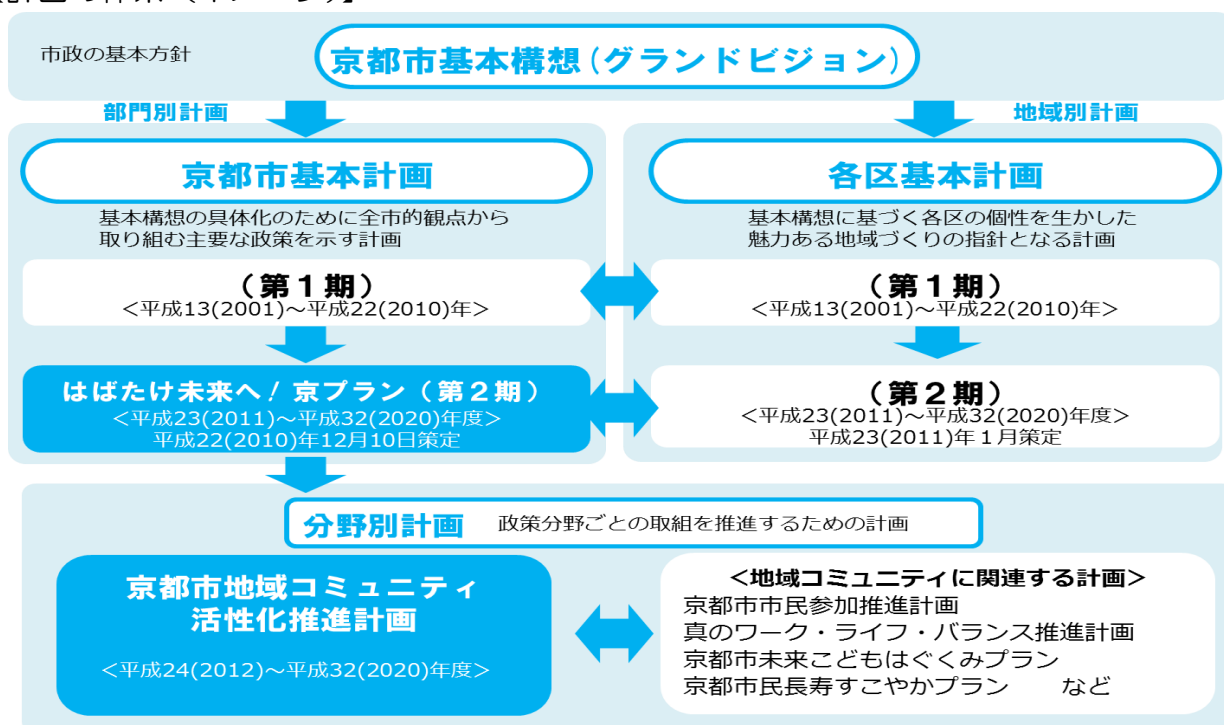 市政の基本方針
京都市基本構想(グランドビジョン)
部門別計画
地域別計画
京都市基本計画
基本構想の具体化のために全市的観点から
取り組む主要な政策を示す計画
(第1期)
<平成13(2001)~平成22(2010)年>
はばたけ未来へ!京プラン(第2期)
<平成23(2011)~平成32(2020)年度>
平成22(2010)年12月10日策定
各区基本計画
基本構想に基づく各区の個性を生かした
魅力ある地域づくりの指針となる計画
(第1期)
<平成13(2001)~平成22(2010)年>
(第2期)
<平成23(2011)~平成32(2020)年度>
平成23(2011)年1月策定
分野別計画 政策分野ごとの取組を推進するための計画
京都市地域コミュニティ
活性化推進計画
<平成24(2012)~平成32(2020)年度>
<地域コミュニティに関連する計画>
京都市市民参加推進計画
真のワーク・ライフ・バランス推進計画
京都市未来こどもはぐくみプラン
京都市民長寿すこやかプラン など